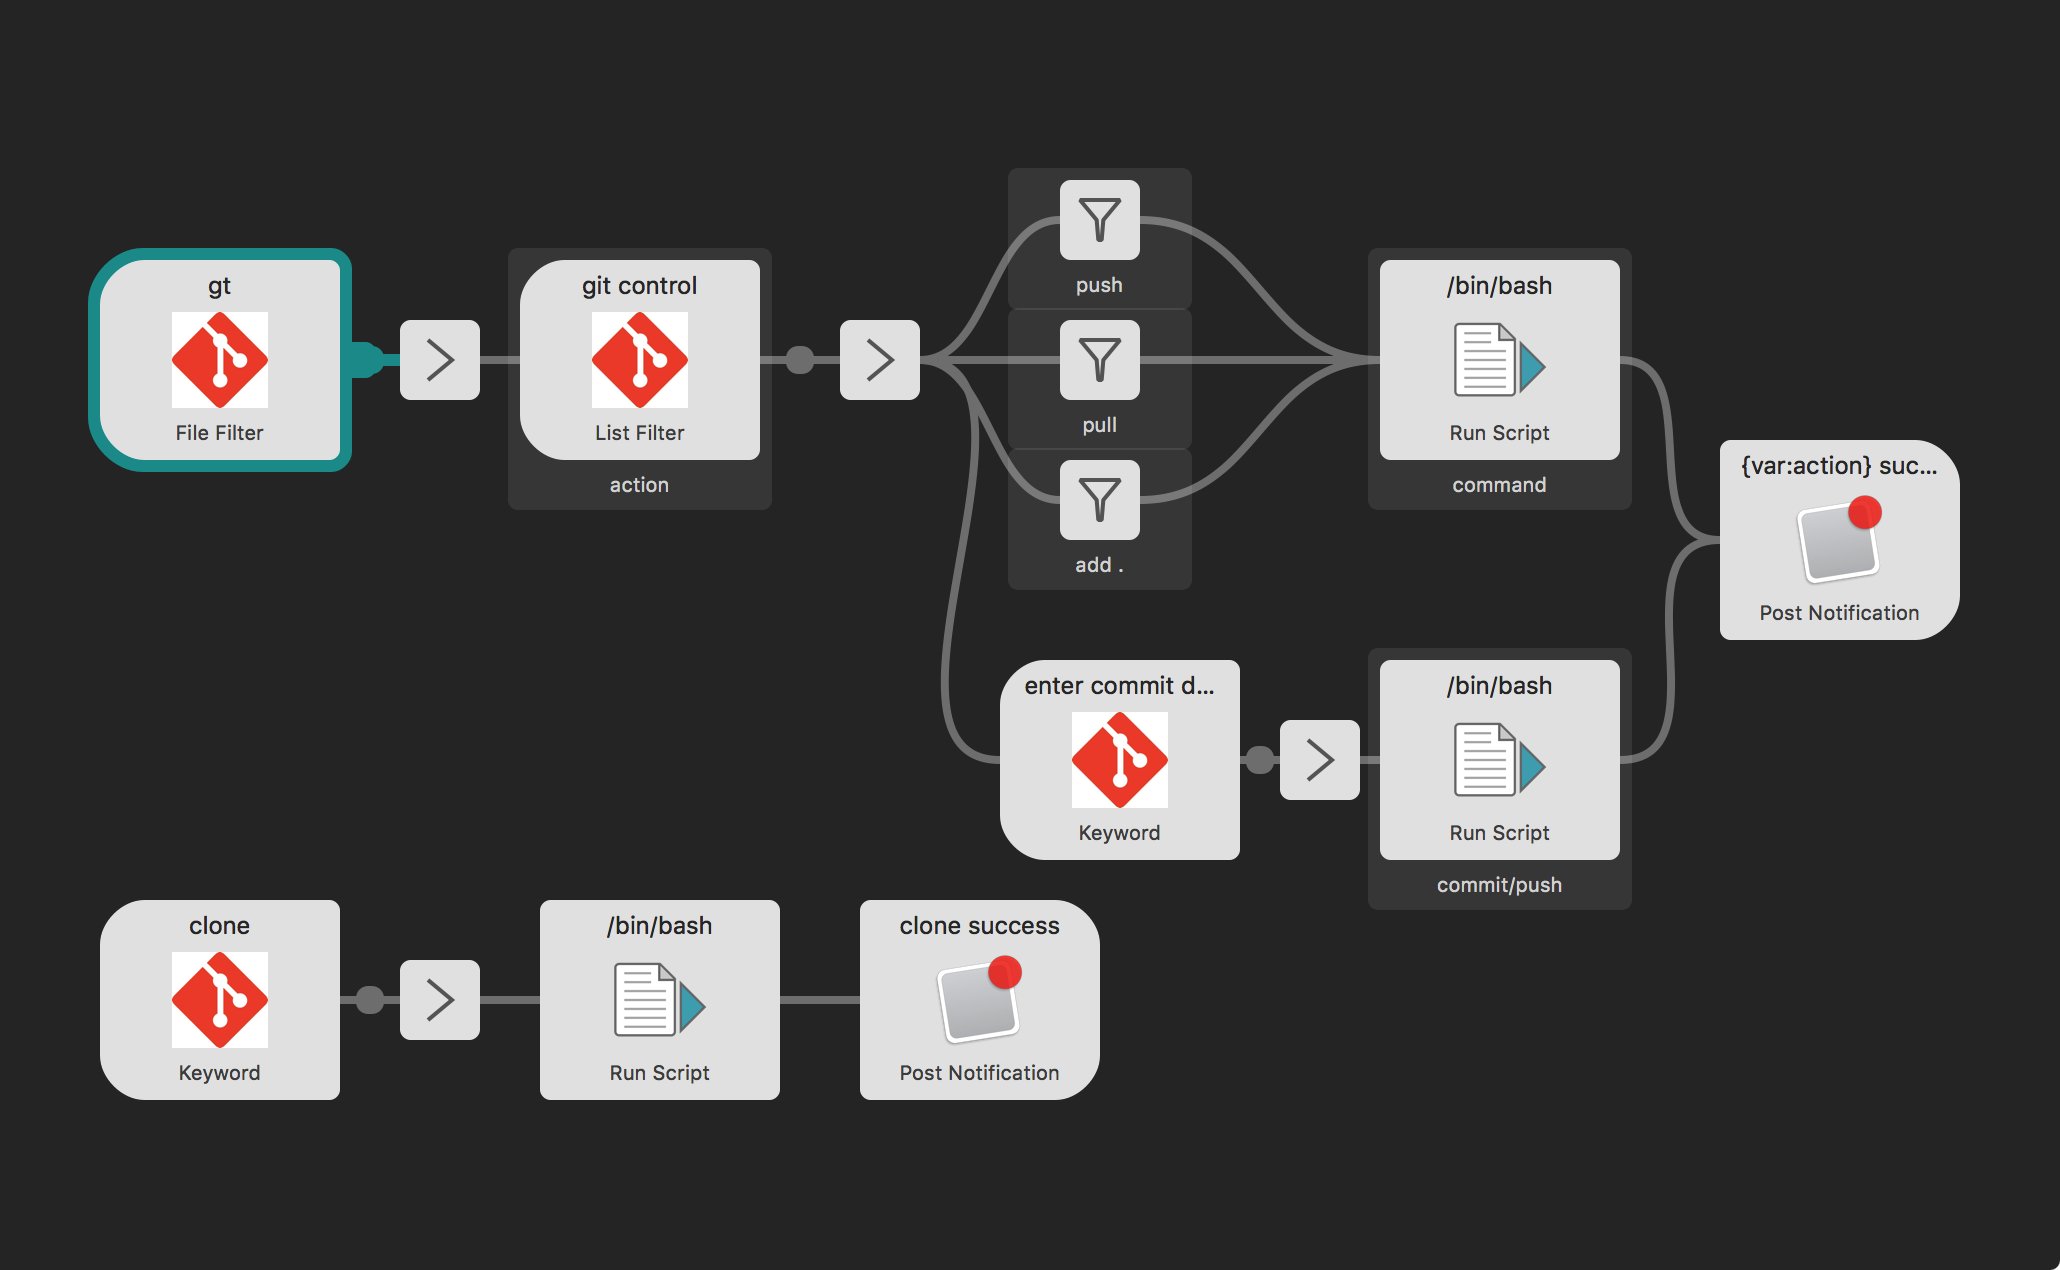 gt
File Filter
git control
List Filter
action
push
pull
add .
/bin/bash
Run Script
command
{var:action} suc...
Post Notification
enter commit d...
Keyword
/bin/bash
Run Script
commit/push
clone
Keyword
/bin/bash
Run Script
clone success
Post Notification